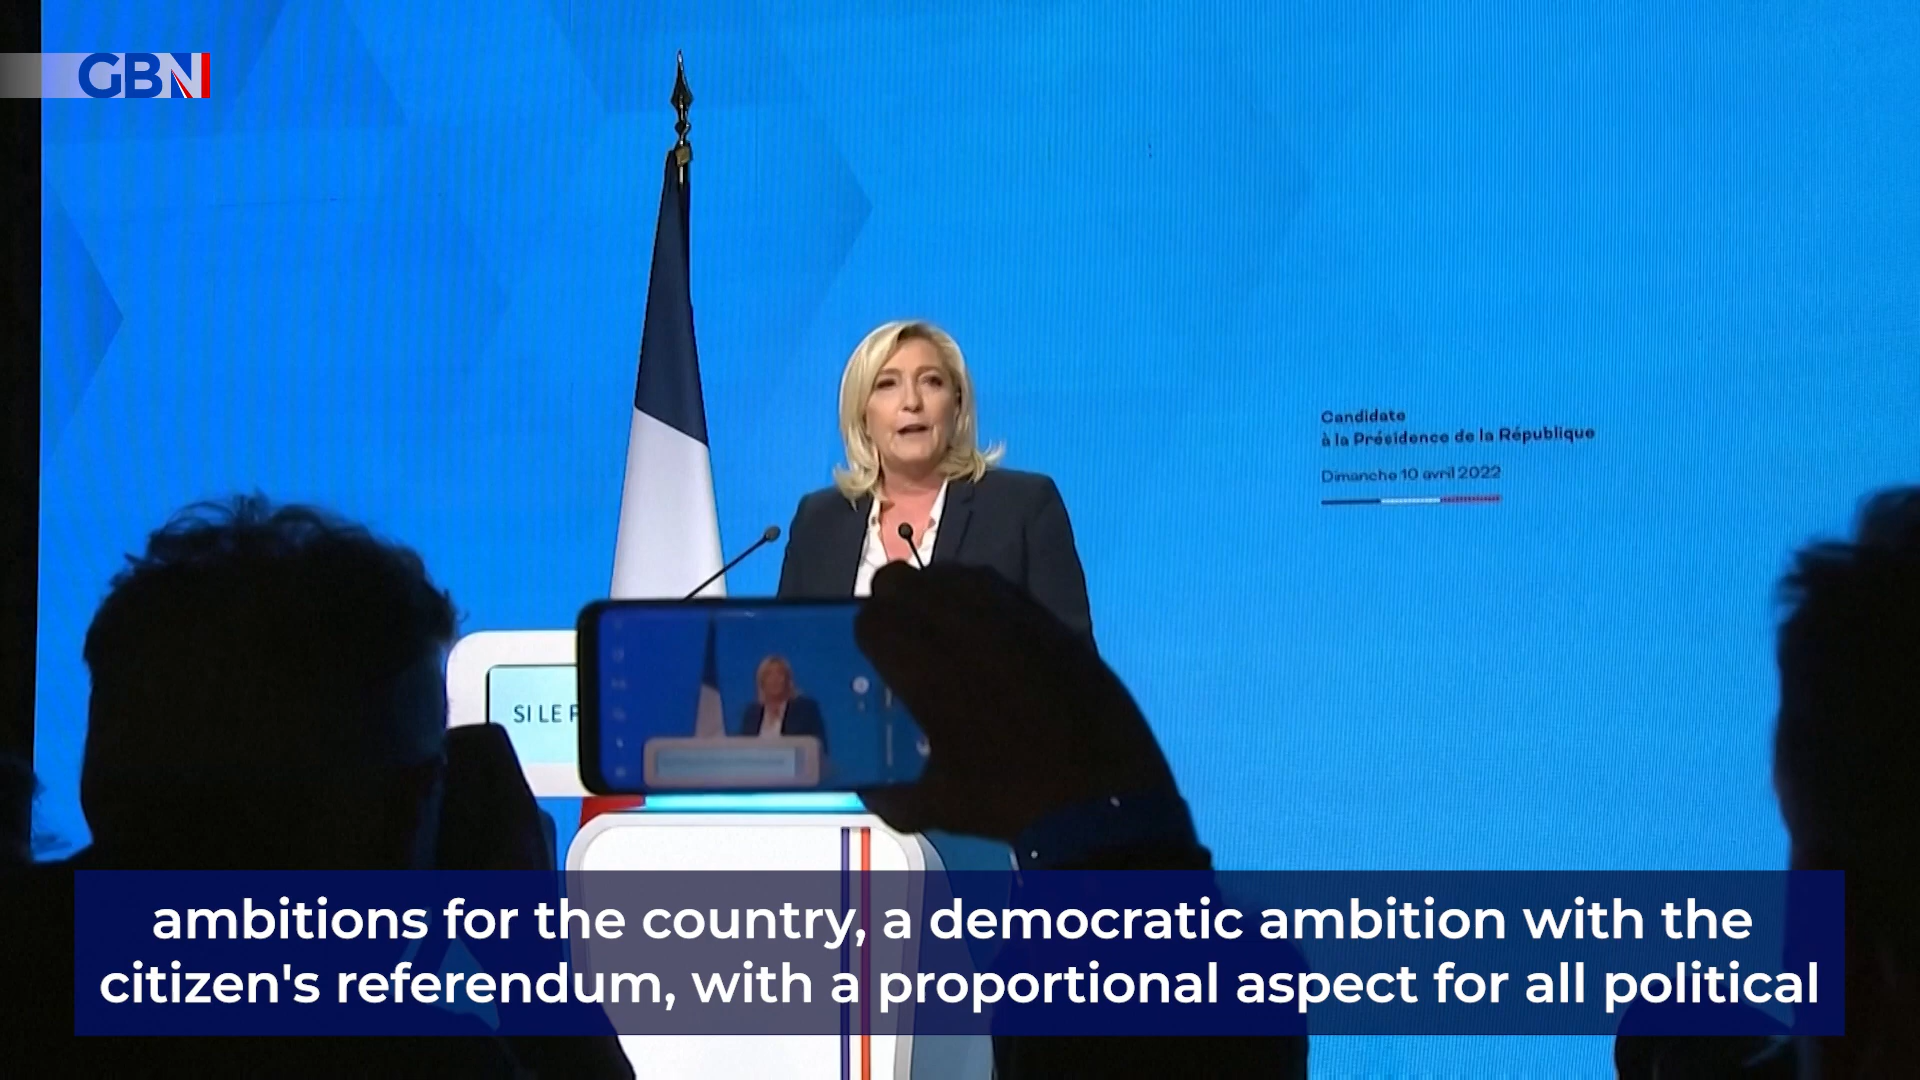 GBN
Candidate
à la Présidence de la République
Dimanche 10 avril 2022
SI LE
ambitions for the country, a democratic ambition with the
citizen's referendum, with a proportional aspect for all political